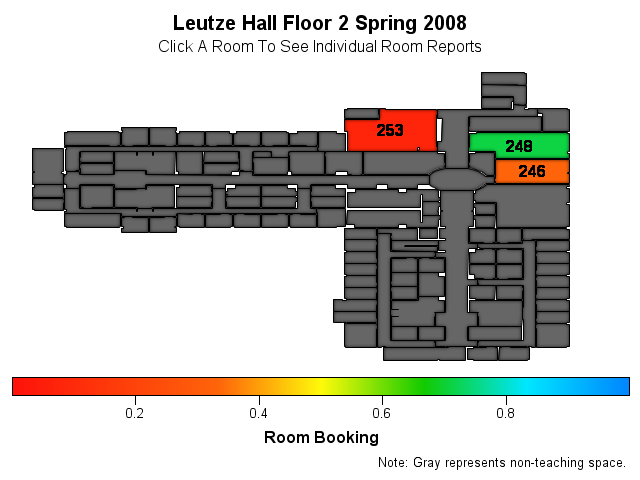 Leutze Hall Floor 2 Spring 2008
Click A Room To See Individual Room Reports
253
248
246
0.2 0.4 0.6 0.8
Room Booking
Note: Gray represents non-teaching space.